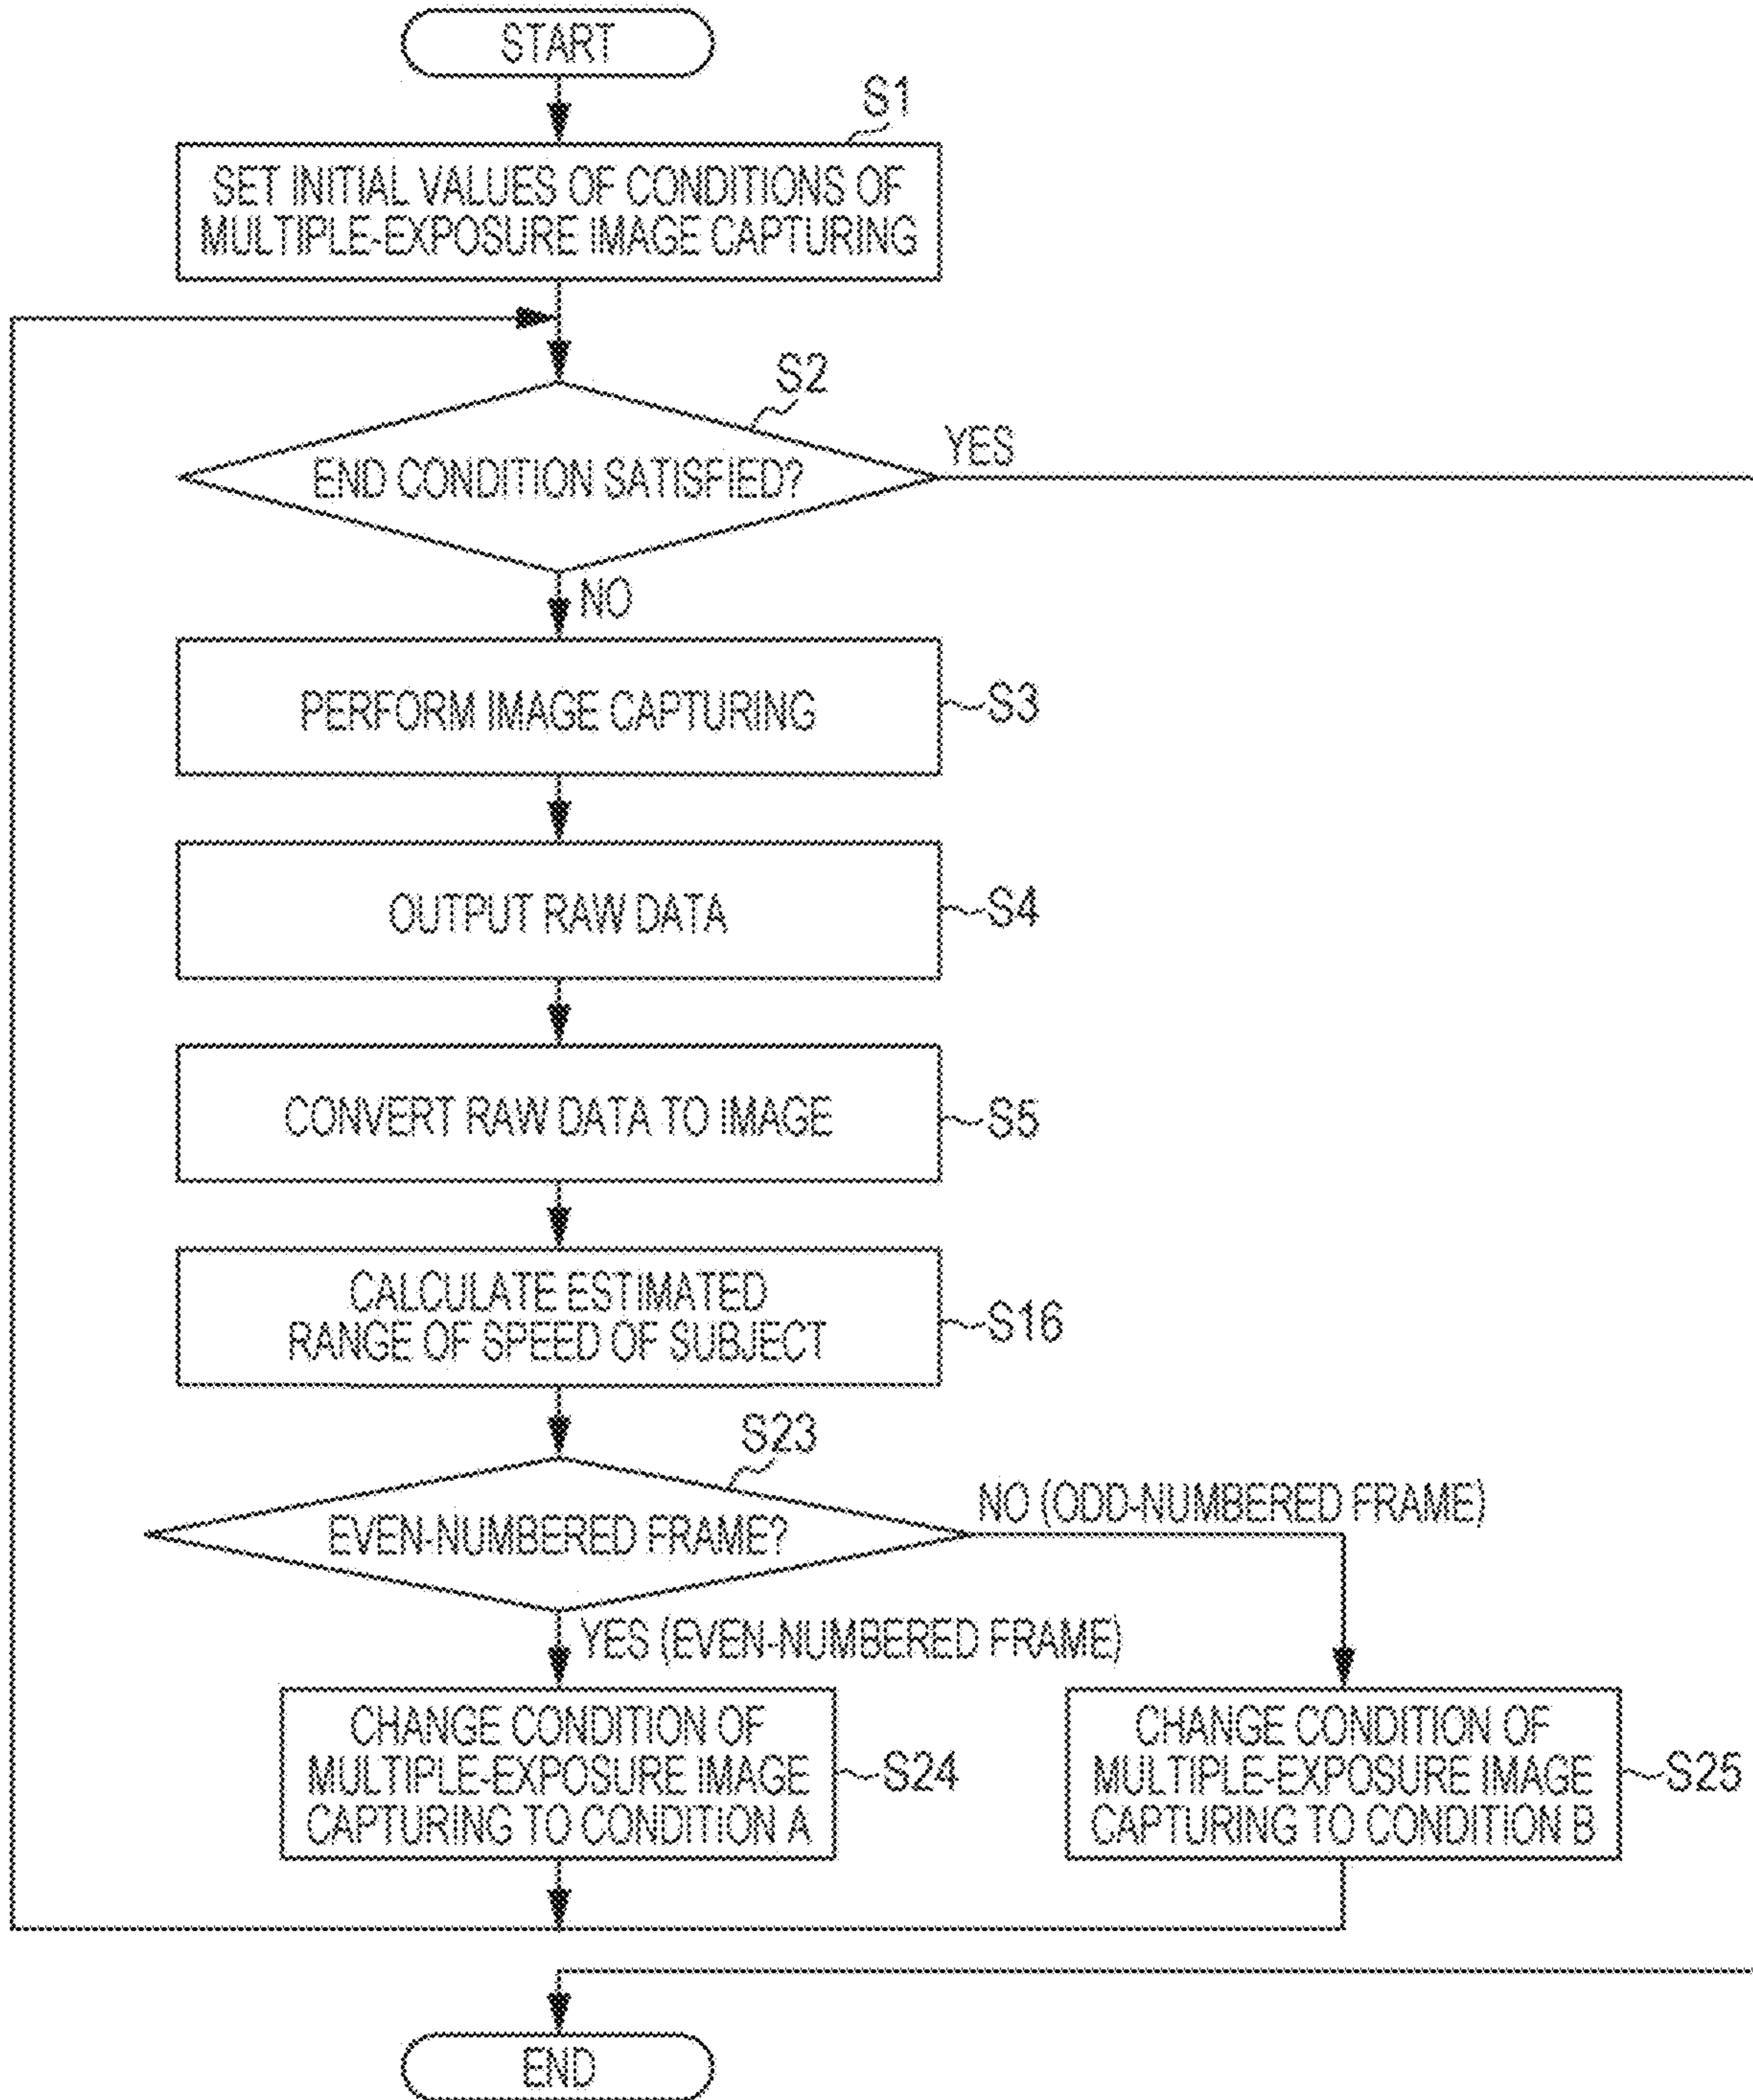 START
S1
SET INITIAL VALUES OF CONDITIONS OF
MULTIPLE-EXPOSURE IMAGE CAPTURING
S2
END CONDITION SATISFIED?
YES
NO
PERFORM IMAGE CAPTURING
S3
OUTPUT RAW DATA
S4
CONVERT RAW DATA TO IMAGE
S5
CALCULATE ESTIMATED
RANGE OF SPEED OF SUBJECT
S16
S23
EVEN-NUMBERED FRAME?
NO (ODD-NUMBERED FRAME)
YES (EVEN-NUMBERED FRAME)
CHANGE CONDITION OF
MULTIPLE-EXPOSURE IMAGE
CAPTURING TO CONDITION A
S24
CHANGE CONDITION OF
MULTIPLE-EXPOSURE IMAGE
CAPTURING TO CONDITION B
S25
END